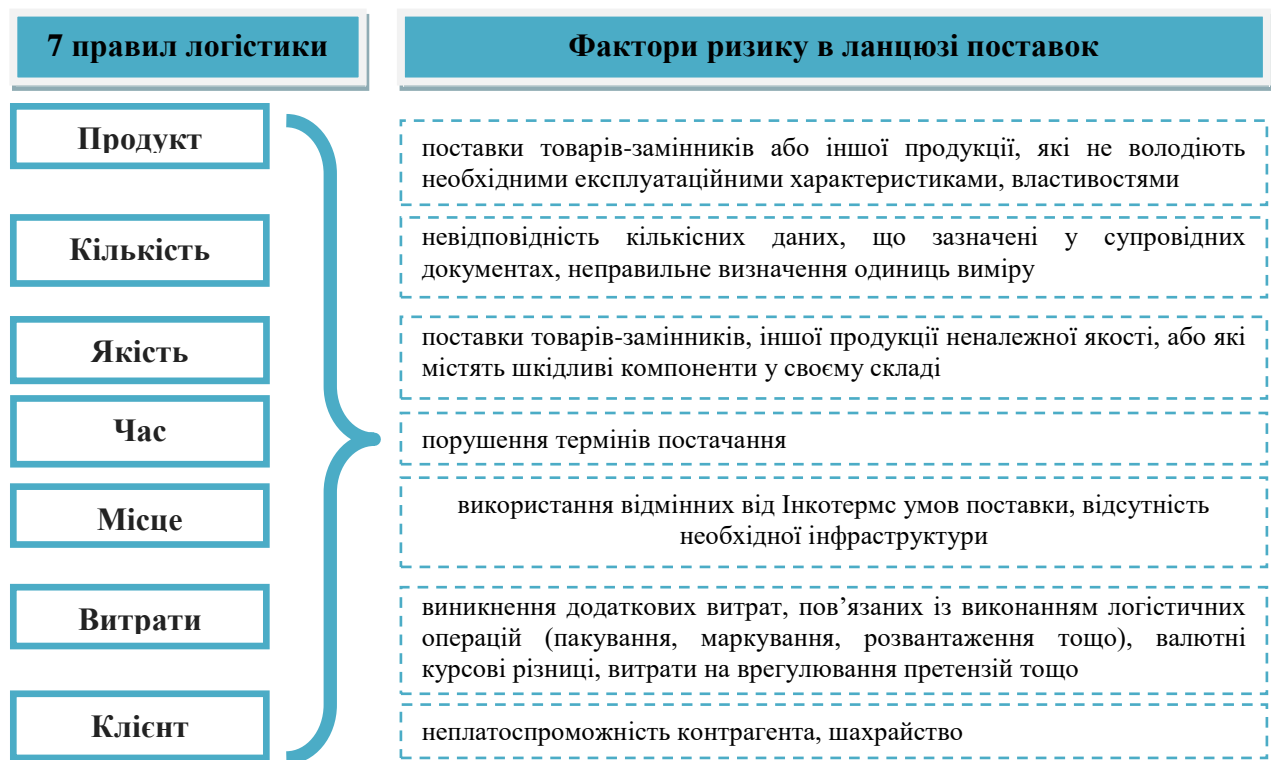 7 правил логістики
Фактори ризику в ланцюзі поставок
Продукт
поставки товарів-замінників або іншої продукції, які не володіють
необхідними експлуатаційними характеристиками, властивостями
Кількість
невідповідність кількісних даних, що зазначені у супровідних
документах, неправильне визначення одиниць виміру
Якість
поставки товарів-замінників, іншої продукції неналежної якості, або які
містять шкідливі компоненти у своєму складі
Час
порушення термінів постачання
Місце
використання відмінних від Інкотермс умов поставки, відсутність
необхідної інфраструктури
Витрати
виникнення додаткових витрат, пов’язаних із виконанням логістичних
операцій (пакування, маркування, розвантаження тощо), валютні
курсові різниці, витрати на врегулювання претензій тощо
Клієнт
неплатоспроможність контрагента, шахрайство